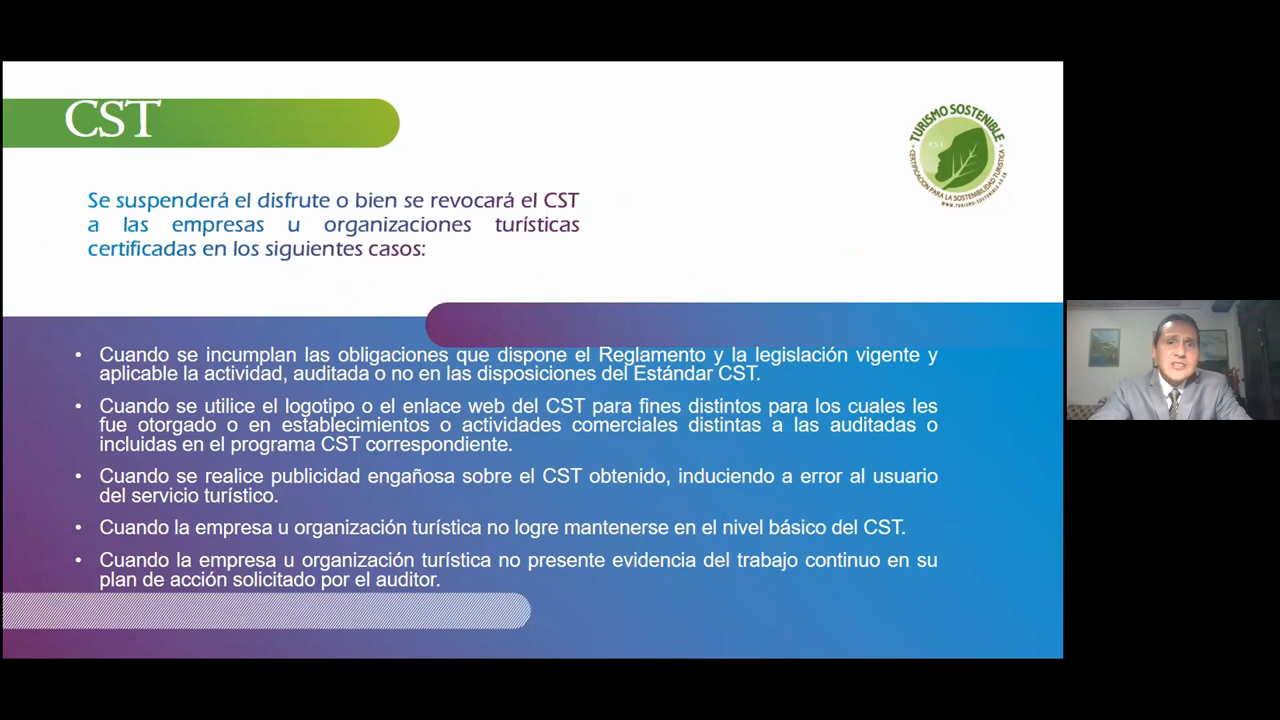 CST
TURISMO SOSTENIBLE
CST
CERTIFICACIÓN PARA LA SOSTENIBILIDAD TURÍSTICA
www.turismo-sostenible.co.cr
Se suspenderá el disfrute o bien se revocará el CST
a las empresas u organizaciones turísticas
certificadas en los siguientes casos:
• Cuando se incumplan las obligaciones que dispone el Reglamento y la legislación vigente y
aplicable la actividad, auditada o no en las disposiciones del Estándar CST.
• Cuando se utilice el logotipo o el enlace web del CST para fines distintos para los cuales les
fue otorgado o en establecimientos o actividades comerciales distintas a las auditadas o
incluidas en el programa CST correspondiente.
• Cuando se realice publicidad engañosa sobre el CST obtenido, induciendo a error al usuario
del servicio turístico.
• Cuando la empresa u organización turística no logre mantenerse en el nivel básico del CST.
• Cuando la empresa u organización turística no presente evidencia del trabajo continuo en su
plan de acción solicitado por el auditor.